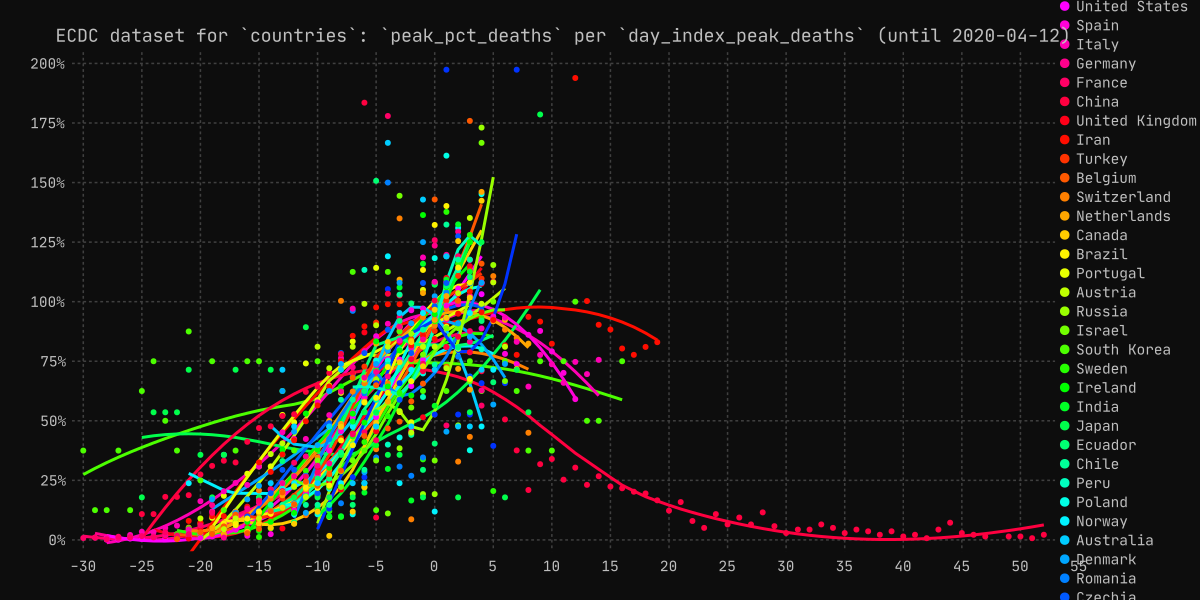 ECDC dataset for `countries`: `peak_pct_deaths` per `day_index_peak_deaths` (until 2020-04-12)
200%
175%
150%
125%
100%
75%
50%
25%
0%
-30 -25 -20 -15 -10 -5 0 5 10 15 20 25 30 35 40 45 50 55
United States
Spain
Italy
Germany
France
China
United Kingdom
Iran
Turkey
Belgium
Switzerland
Netherlands
Canada
Brazil
Portugal
Austria
Russia
Israel
South Korea
Sweden
Ireland
India
Japan
Ecuador
Chile
Peru
Poland
Norway
Australia
Denmark
Romania
Czechia